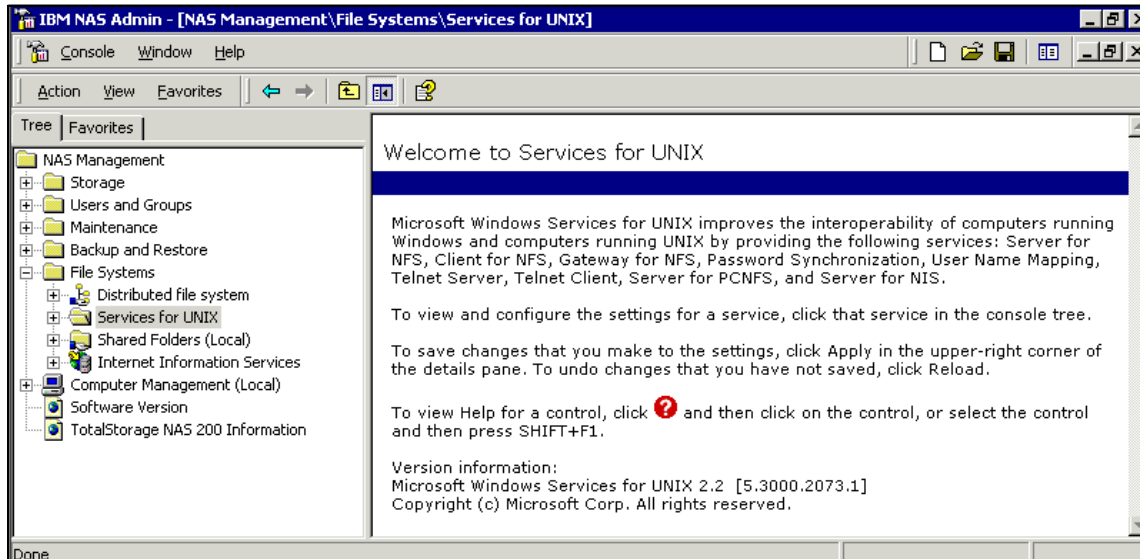 IBM NAS Admin - [NAS Management\File Systems\Services for UNIX]
Console Window Help
Action View Favorites
Tree Favorites
NAS Management
Storage
Users and Groups
Maintenance
Backup and Restore
File Systems
Distributed file system
Services for UNIX
Shared Folders (Local)
Internet Information Services
Computer Management (Local)
Software Version
TotalStorage NAS 200 Information
Welcome to Services for UNIX
Microsoft Windows Services for UNIX improves the interoperability of computers running
Windows and computers running UNIX by providing the following services: Server for
NFS, Client for NFS, Gateway for NFS, Password Synchronization, User Name Mapping,
Telnet Server, Telnet Client, Server for PCNFS, and Server for NIS.
To view and configure the settings for a service, click that service in the console tree.
To save changes that you make to the settings, click Apply in the upper-right corner of
the details pane. To undo changes that you have not saved, click Reload.
To view Help for a control, click ? and then click on the control, or select the control
and then press SHIFT+F1.
Version information:
Microsoft Windows Services for UNIX 2.2 [5.3000.2073.1]
Copyright (c) Microsoft Corp. All rights reserved.
Done